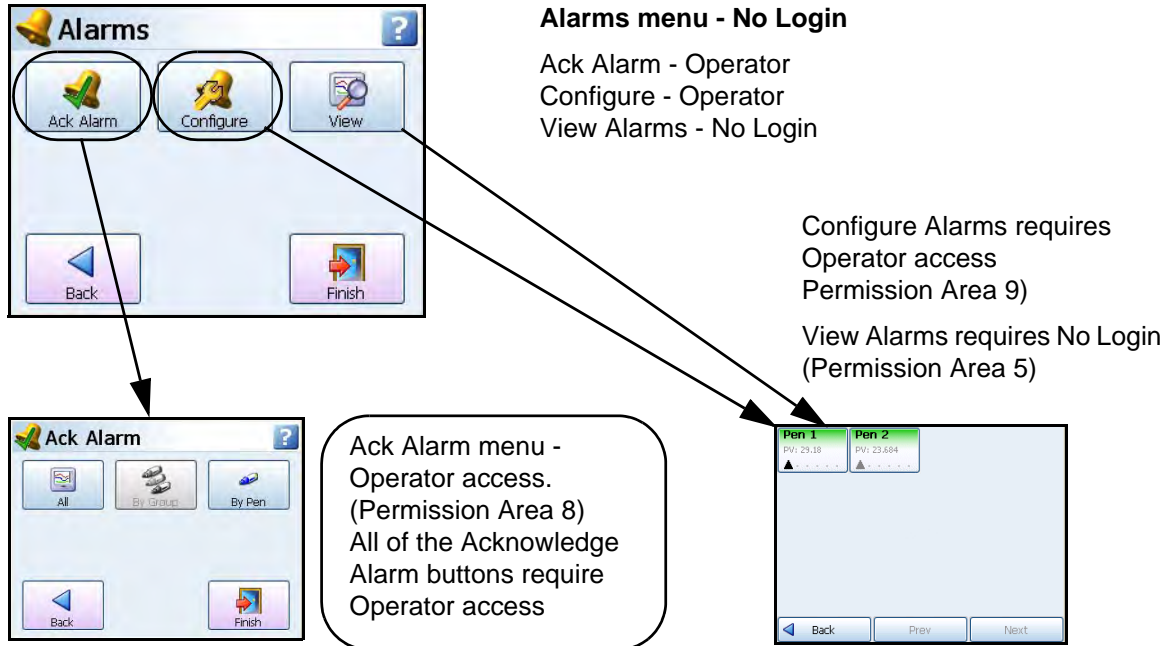 Alarms
?
Ack Alarm
Configure
View
Back
Finish
Alarms menu - No Login
Ack Alarm - Operator
Configure - Operator
View Alarms - No Login
Configure Alarms requires
Operator access
Permission Area 9)
View Alarms requires No Login
(Permission Area 5)
Ack Alarm
?
All
By Group
By Pen
Back
Finish
Ack Alarm menu -
Operator access.
(Permission Area 8)
All of the Acknowledge
Alarm buttons require
Operator access
Pen 1
PV: 29.18
Pen 2
PV: 23.684
Back
Prev
Next